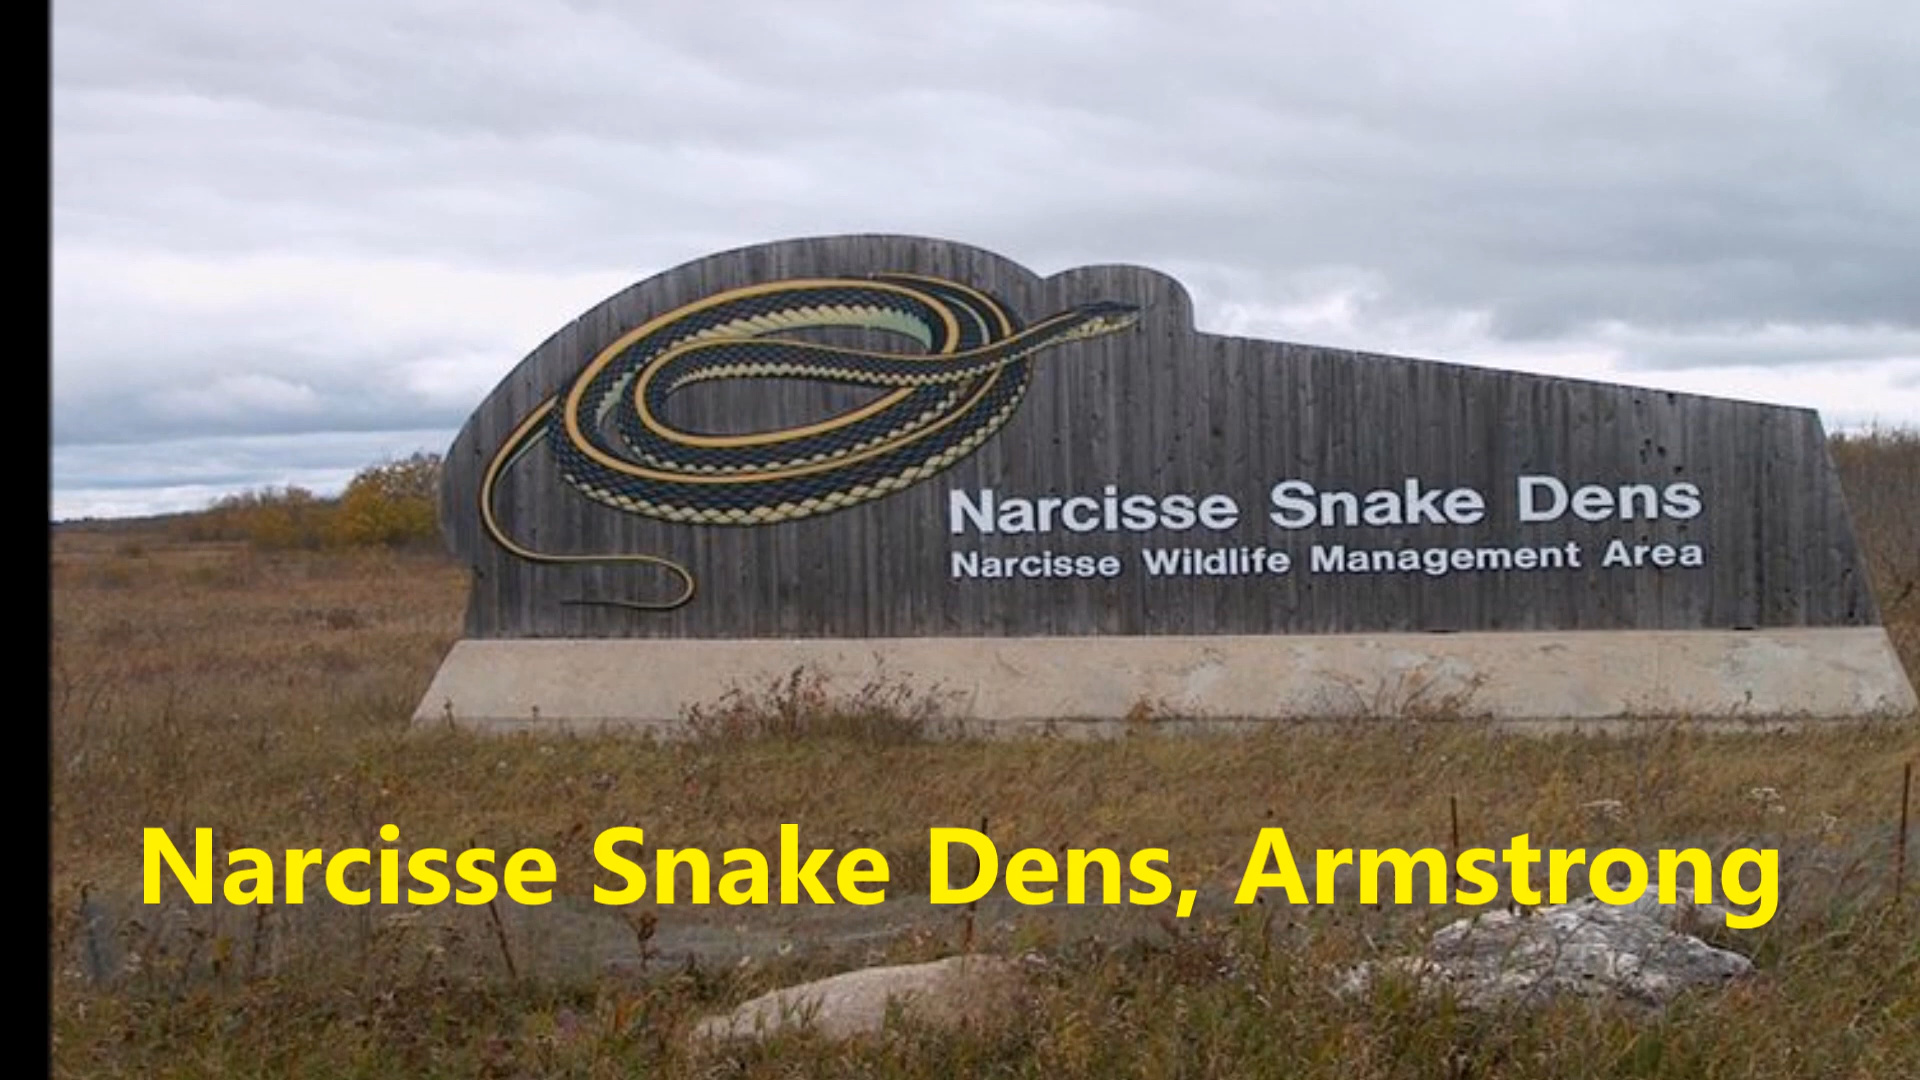 Narcisse Snake Dens
Narcisse Wildlife Management Area
Narcisse Snake Dens, Armstrong